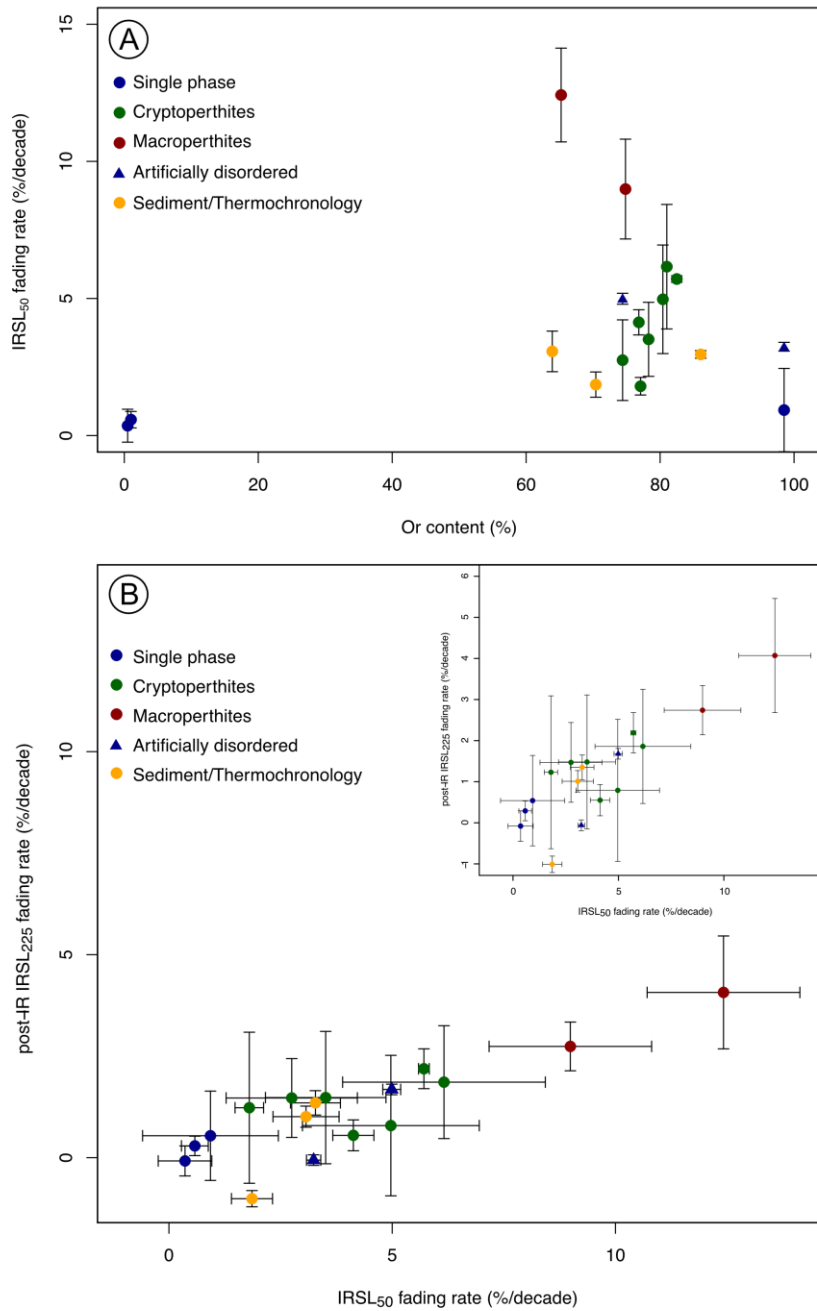 A
Single phase
Cryptoperthites
Macroperthites
Artificially disordered
Sediment/Thermochronology
IRSL50 fading rate (%/decade)
15
10
5
0
0 20 40 60 80 100
Or content (%)
B
Single phase
Cryptoperthites
Macroperthites
Artificially disordered
Sediment/Thermochronology
post-IR IRSL225 fading rate (%/decade)
10
5
0
0 5 10
IRSL50 fading rate (%/decade)
post-IR IRSL225 fading rate (%/decade)
6
5
4
3
2
1
0
-1
0 5 10
IRSL50 fading rate (%/decade)